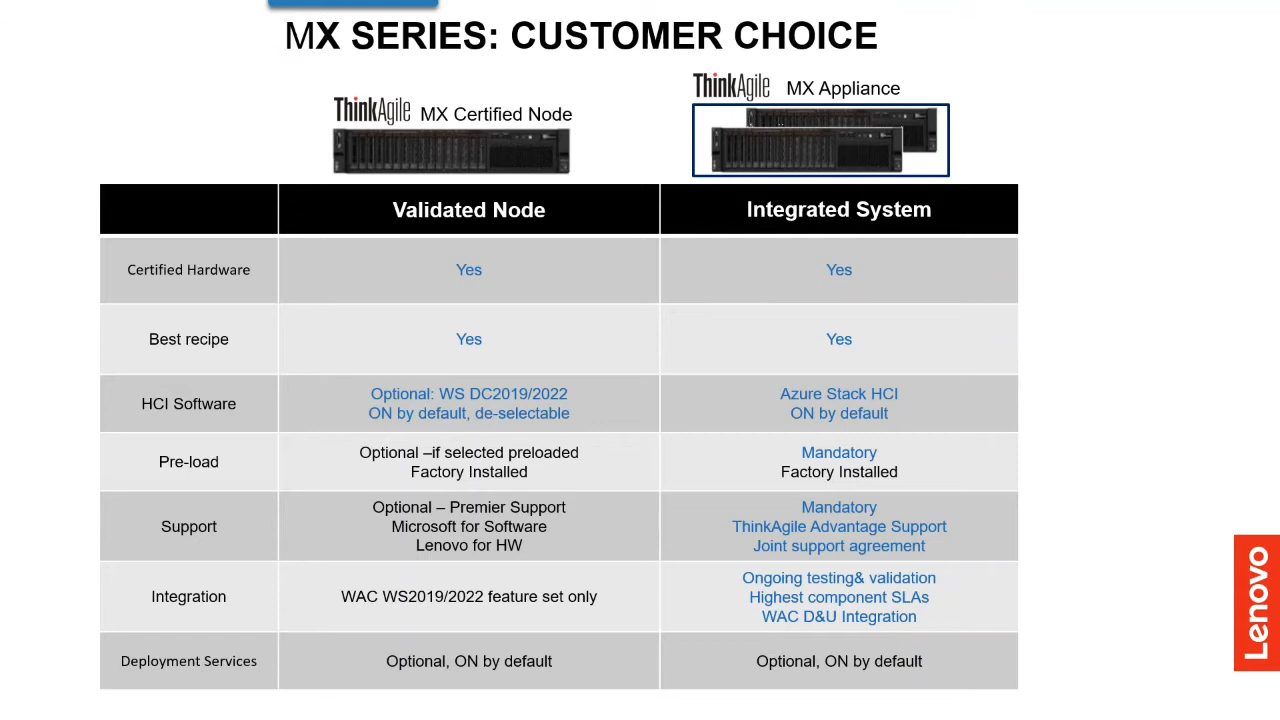 MX SERIES: CUSTOMER CHOICE
ThinkAgile MX Certified Node
ThinkAgile MX Appliance
Validated Node
Integrated System
Certified Hardware
Yes
Yes
Best recipe
Yes
Yes
HCI Software
Optional: WS DC2019/2022
ON by default, de-selectable
Azure Stack HCI
ON by default
Pre-load
Optional –if selected preloaded
Factory Installed
Mandatory
Factory Installed
Support
Optional – Premier Support
Microsoft for Software
Lenovo for HW
Mandatory
ThinkAgile Advantage Support
Joint support agreement
Integration
WAC WS2019/2022 feature set only
Ongoing testing& validation
Highest component SLAs
WAC D&U Integration
Deployment Services
Optional, ON by default
Optional, ON by default
Lenovo